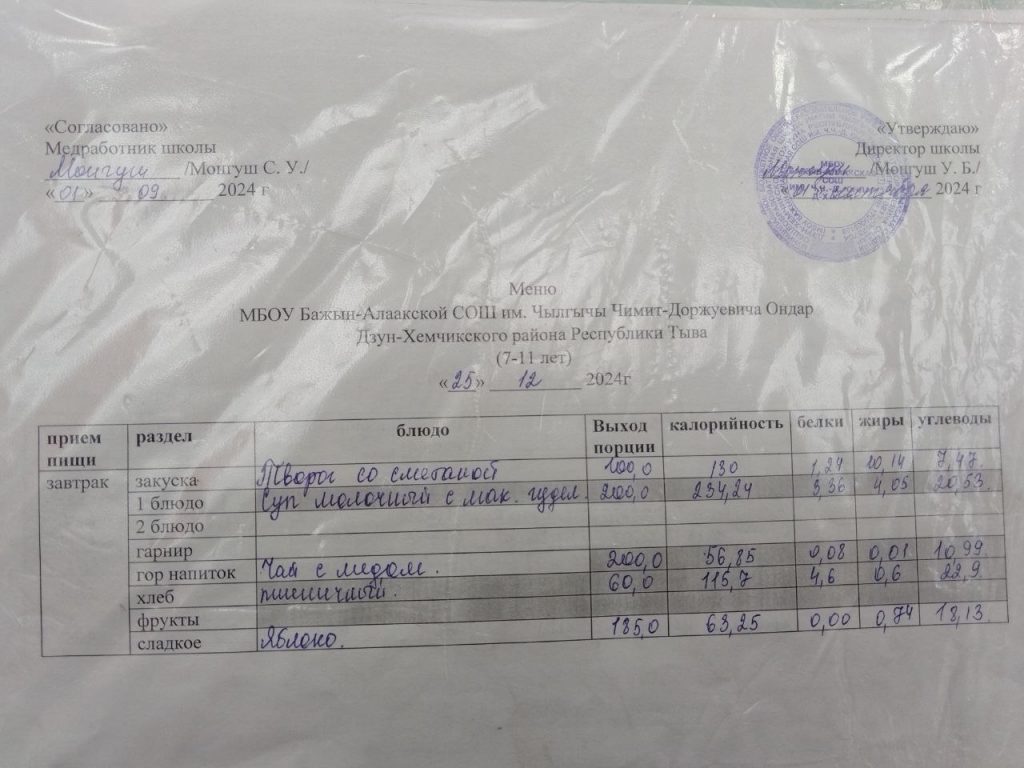 «Согласовано» «Утверждаю»
Медработник школы Директор школы
Монгуш /Монгуш С. У./ /Монгуш У. Б./
«01» 09 2024 г 2024 г
МБОУ
СОШ
Меню
МБОУ Бажын-Алаакской СОШ им. Чылгычы Чимит-Доржуевича Ондар
Дзун-Хемчикского района Республики Тыва
(7-11 лет)
«25» 12 2024г
прием пищи раздел блюдо Выход порции калорийность белки жиры углеводы
завтрак закуска Творог со сметаной 100,0 130 1,24 10,14 7,47
1 блюдо Суп молочный с мак. 200,0 234,24 3,36 4,05 20,53
2 блюдо
гарнир
гор напиток Чай с медом. 200,0 56,85 0,08 0,01 10,99
хлеб пшеничный. 60,0 115,7 4,6 0,6 22,9
фрукты
сладкое Яблоко. 185,0 63,25 0,00 0,74 18,13